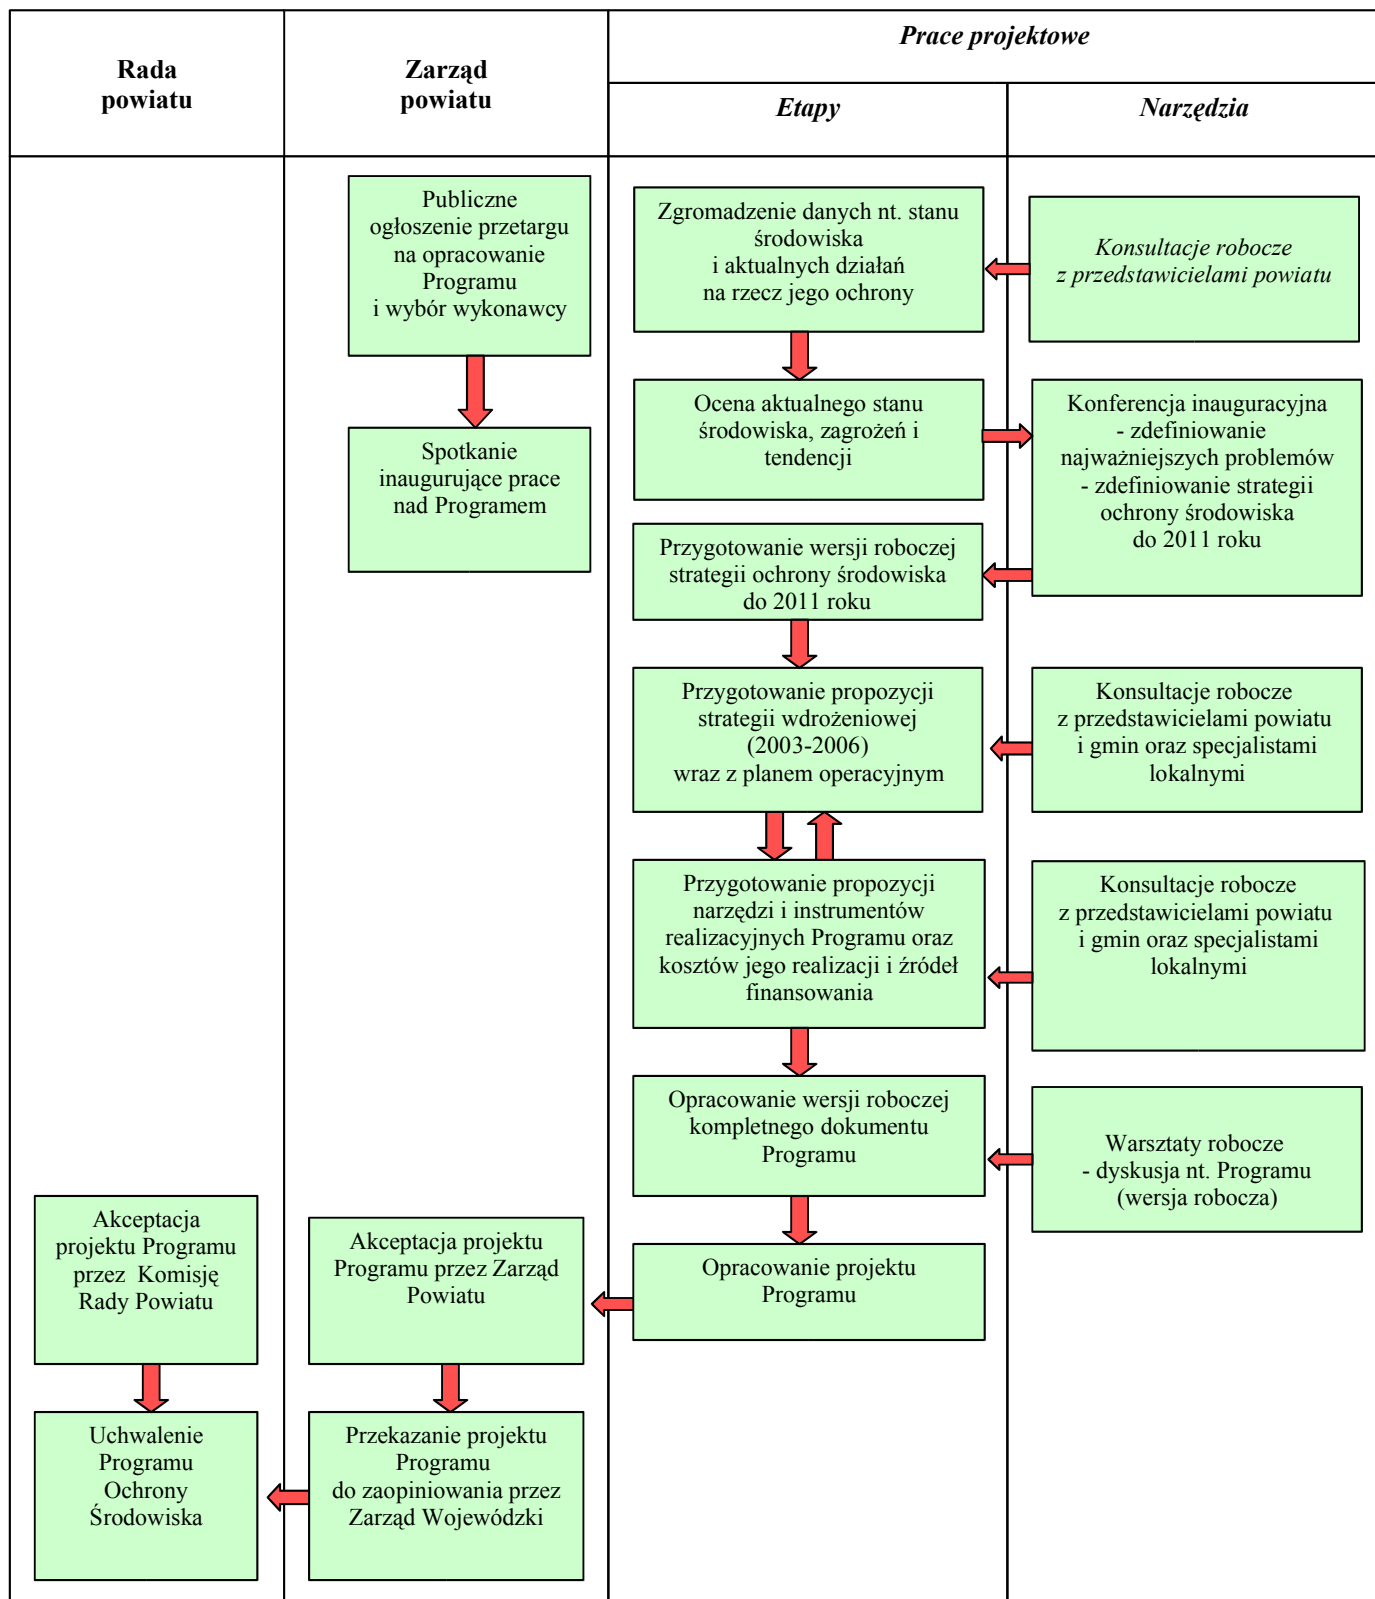 Rada
powiatu
Zarząd
powiatu
Prace projektowe
Etapy
Narzędzia
Publiczne
ogłoszenie przetargu
na opracowanie
Programu
i wybór wykonawcy
Spotkanie
inaugurujące prace
nad Programem
Zgromadzenie danych nt. stanu
środowiska
i aktualnych działań
na rzecz jego ochrony
Konsultacje robocze
z przedstawicielami powiatu
Ocena aktualnego stanu
środowiska, zagrożeń i
tendencji
Konferencja inauguracyjna
- zdefiniowanie
najważniejszych problemów
- zdefiniowanie strategii
ochrony środowiska
do 2011 roku
Przygotowanie wersji roboczej
strategii ochrony środowiska
do 2011 roku
Przygotowanie propozycji
strategii wdrożeniowej
(2003-2006)
wraz z planem operacyjnym
Konsultacje robocze
z przedstawicielami powiatu
i gmin oraz specjalistami
lokalnymi
Przygotowanie propozycji
narzędzi i instrumentów
realizacyjnych Programu oraz
kosztów jego realizacji i źródeł
finansowania
Konsultacje robocze
z przedstawicielami powiatu
i gmin oraz specjalistami
lokalnymi
Opracowanie wersji roboczej
kompletnego dokumentu
Programu
Warsztaty robocze
- dyskusja nt. Programu
(wersja robocza)
Akceptacja
projektu Programu
przez Komisję
Rady Powiatu
Akceptacja projektu
Programu przez Zarząd
Powiatu
Opracowanie projektu
Programu
Uchwalenie
Programu
Ochrony
Środowiska
Przekazanie projektu
Programu
do zaopiniowania przez
Zarząd Wojewódzki